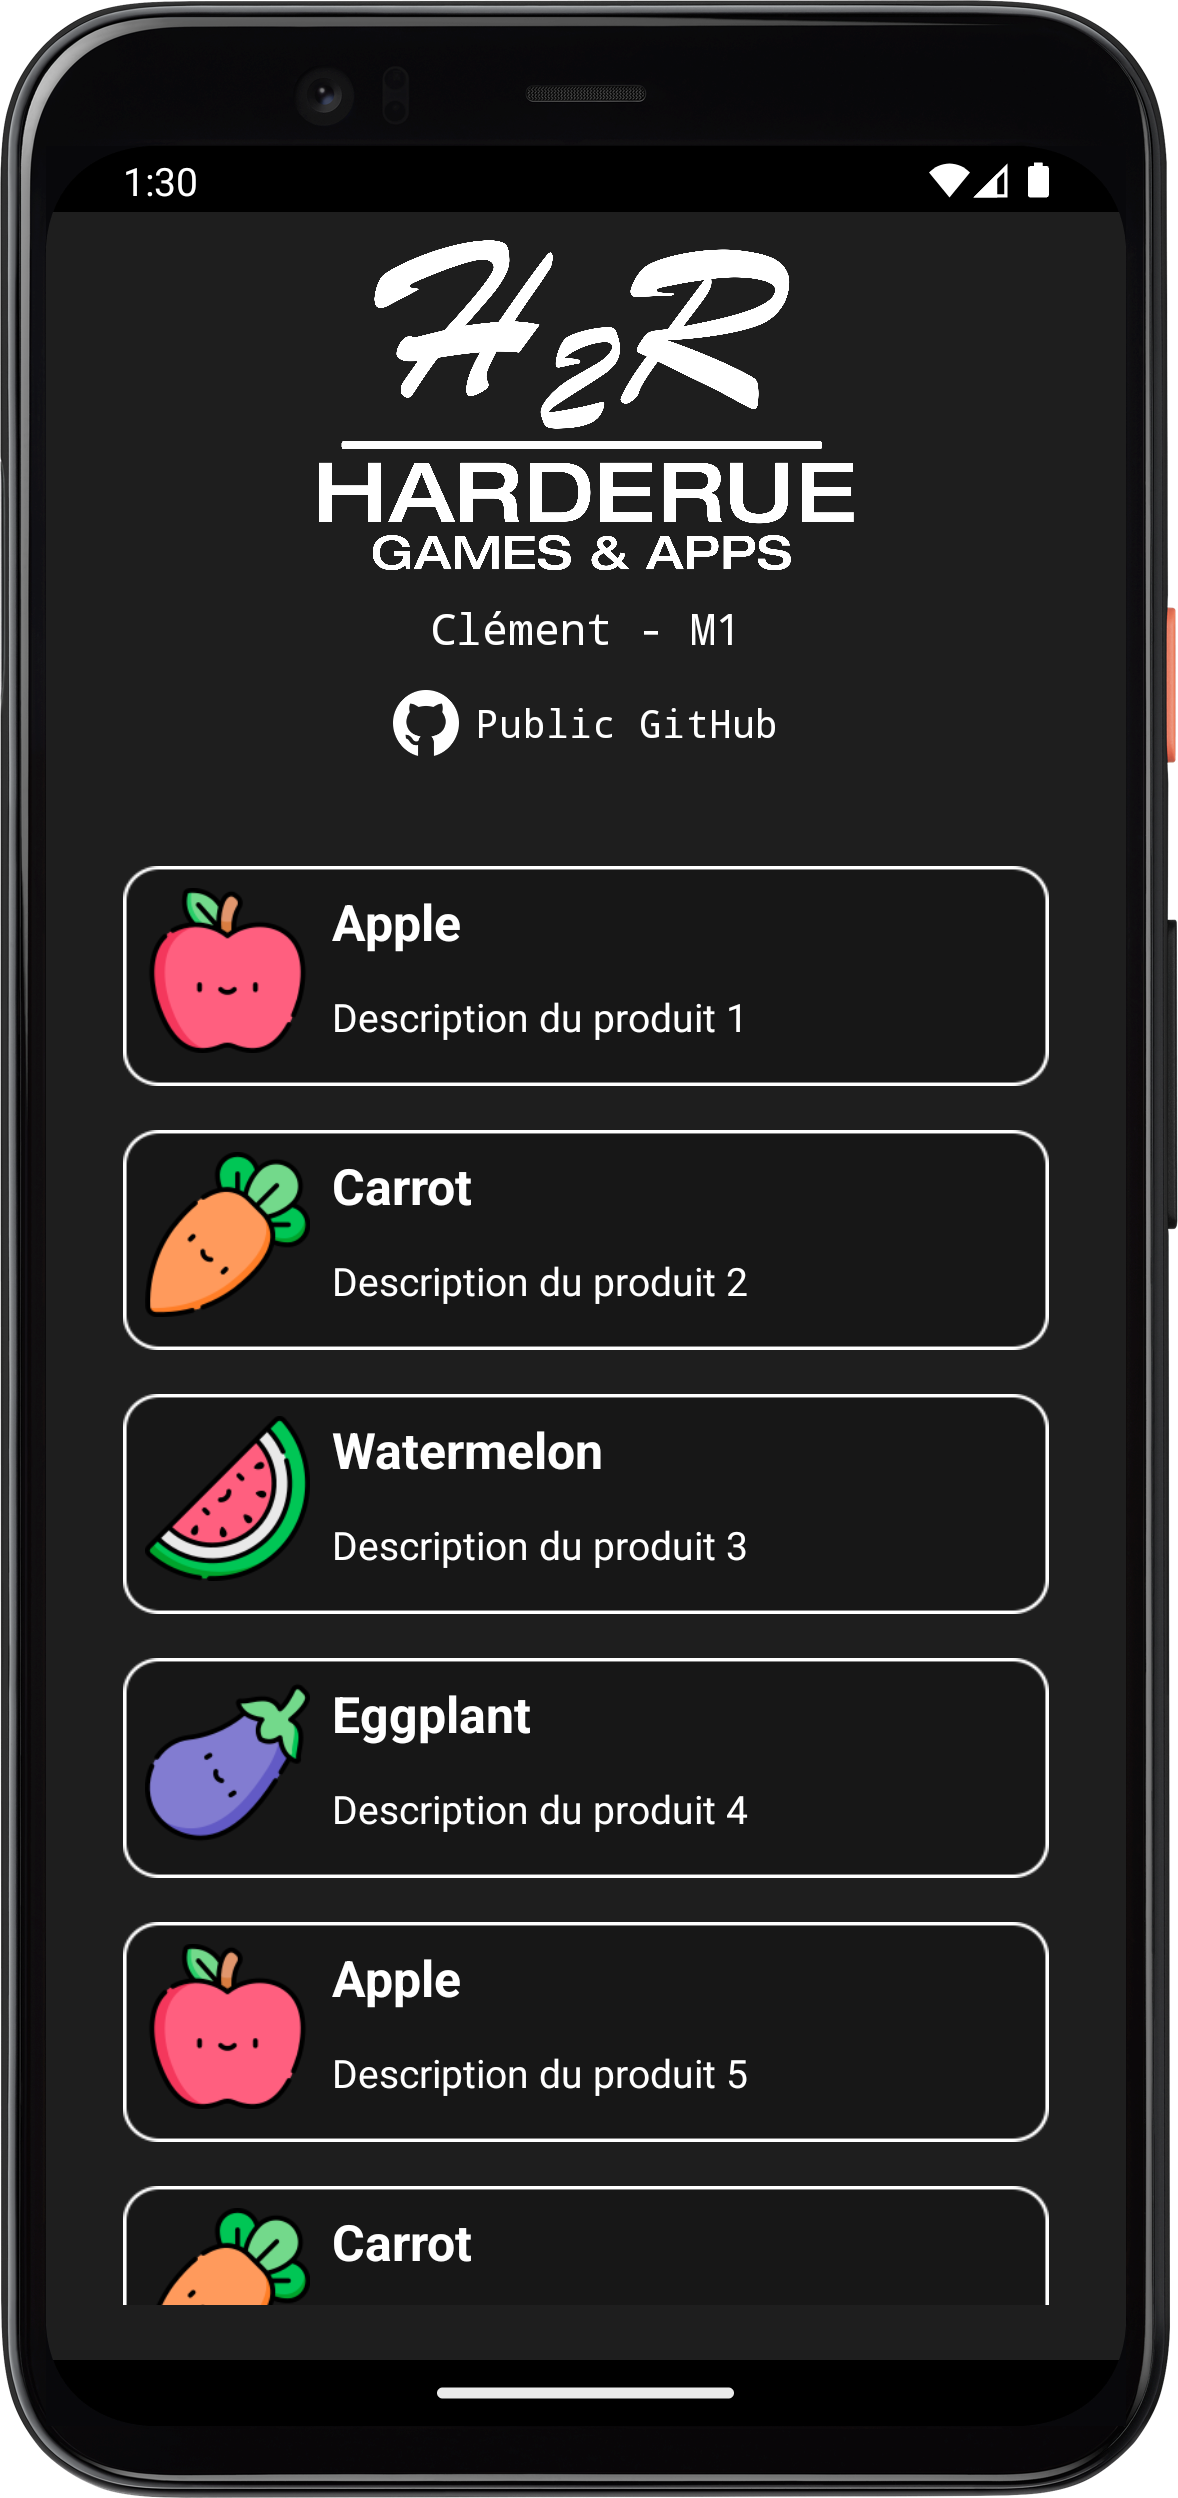 1:30
H2R
HARDERUE
GAMES & APPS
Clément - M1
Public GitHub
Apple
Description du produit 1
Carrot
Description du produit 2
Watermelon
Description du produit 3
Eggplant
Description du produit 4
Apple
Description du produit 5
Carrot